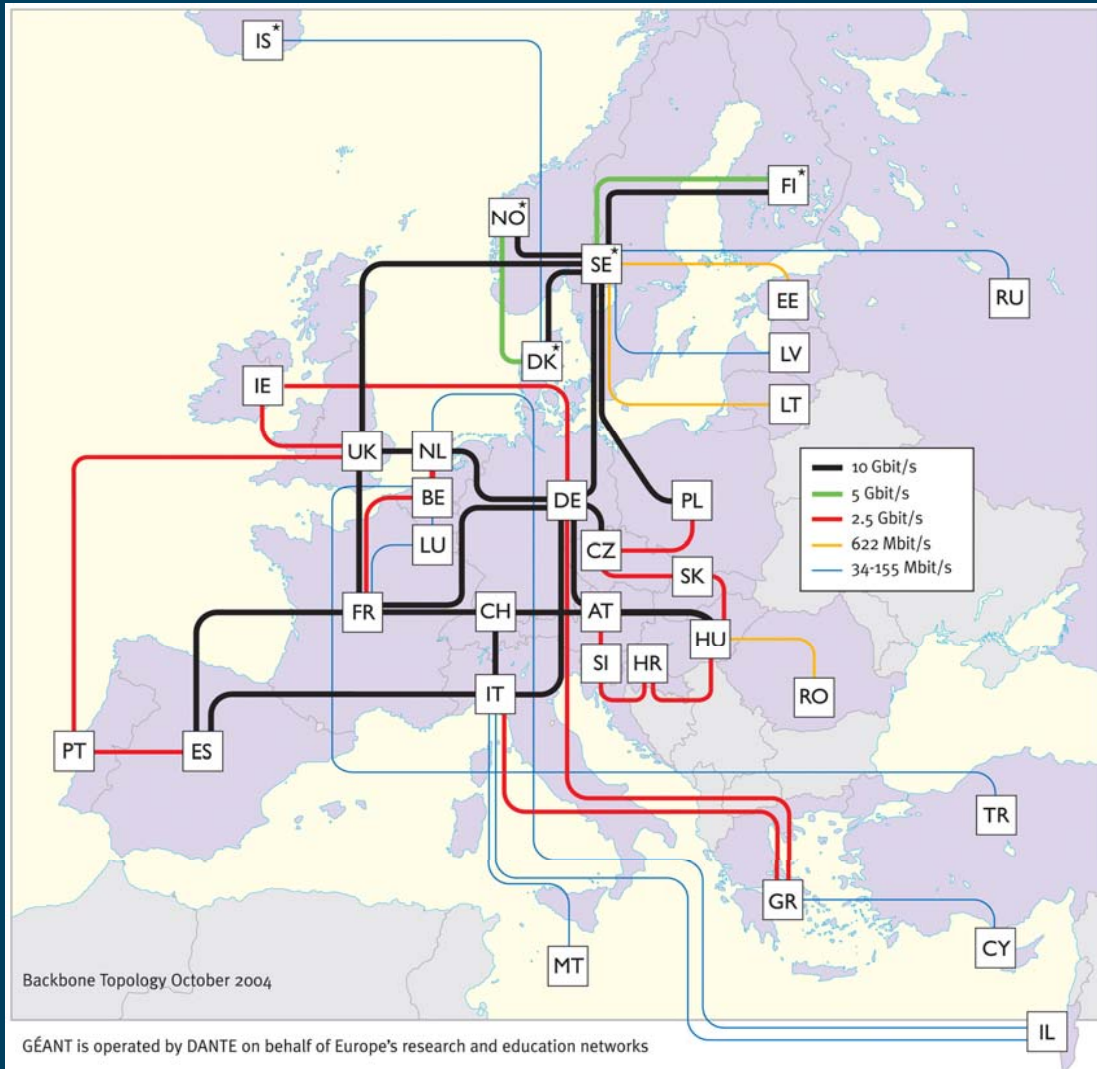 IS*
FI*
NO*
SE*
RU
EE
DK*
LV
IE
LT
UK
NL
10 Gbit/s
BE
DE
PL
5 Gbit/s
2.5 Gbit/s
LU
CZ
622 Mbit/s
SK
34-155 Mbit/s
FR
CH
AT
HU
SI
HR
IT
RO
PT
ES
TR
GR
CY
MT
Backbone Topology October 2004
IL
GÉANT is operated by DANTE on behalf of Europe's research and education networks